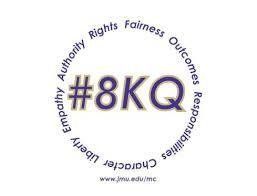 Fairness Outcomes Responsibilities Character Liberty Empathy Authority Rights
#8KQ
www.jmu.edu/mc